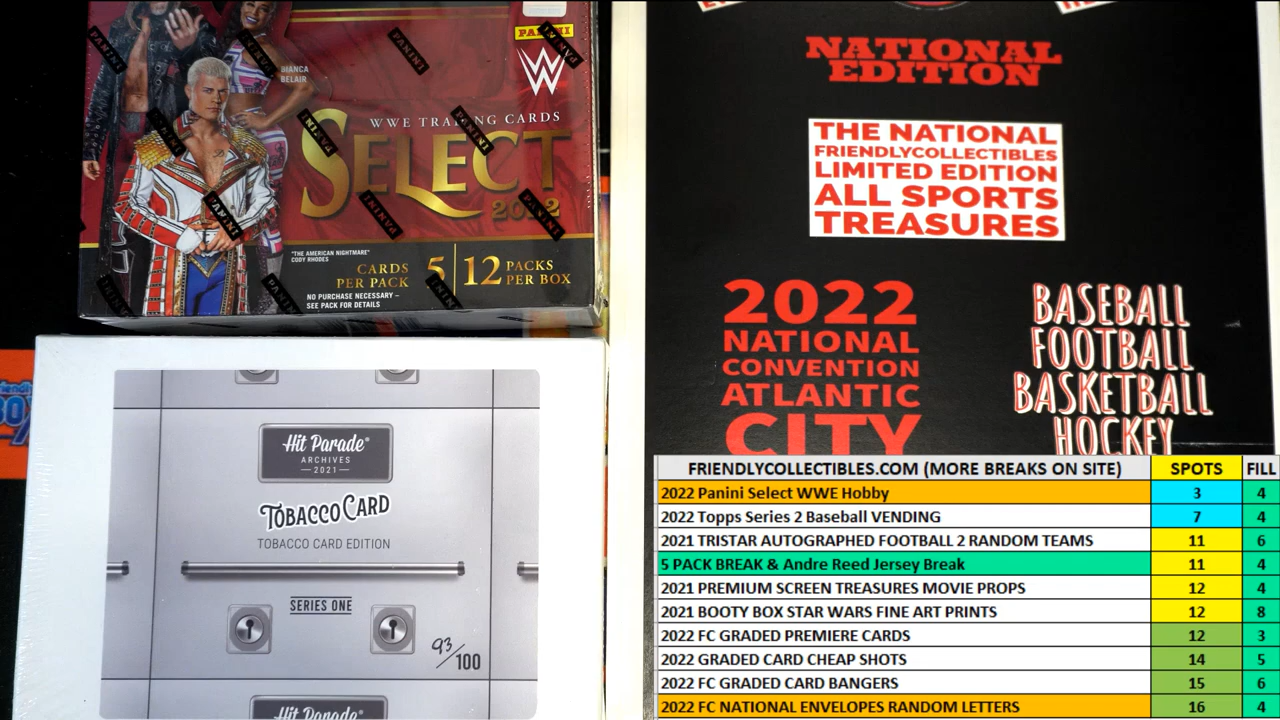 PANINI
BIANCA
BELAIR
PANINI
W
WWE TRADING CARDS
SELECT
2022
"THE AMERICAN NIGHTMARE"
CODY RHODES
CARDS
PER PACK
5
12
PACKS
PER BOX
NO PURCHASE NECESSARY –
SEE PACK FOR DETAILS
Hit Parade®
ARCHIVES
—2021—
TOBACCO CARD
TOBACCO CARD EDITION
SERIES ONE
93/100
Hit Parade®
NATIONAL
EDITION
THE NATIONAL
FRIENDLYCOLLECTIBLES
LIMITED EDITION
ALL SPORTS
TREASURES
2022
NATIONAL
CONVENTION
ATLANTIC
CITY
BASEBALL
FOOTBALL
BASKETBALL
HOCKEY
FRIENDLYCOLLECTIBLES.COM (MORE BREAKS ON SITE) SPOTS FILL
2022 Panini Select WWE Hobby 3 4
2022 Topps Series 2 Baseball VENDING 7 4
2021 TRISTAR AUTOGRAPHED FOOTBALL 2 RANDOM TEAMS 11 6
5 PACK BREAK & Andre Reed Jersey Break 11 4
2021 PREMIUM SCREEN TREASURES MOVIE PROPS 12 4
2021 BOOTY BOX STAR WARS FINE ART PRINTS 12 8
2022 FC GRADED PREMIERE CARDS 12 3
2022 GRADED CARD CHEAP SHOTS 14 5
2022 FC GRADED CARD BANGERS 15 6
2022 FC NATIONAL ENVELOPES RANDOM LETTERS 16 4